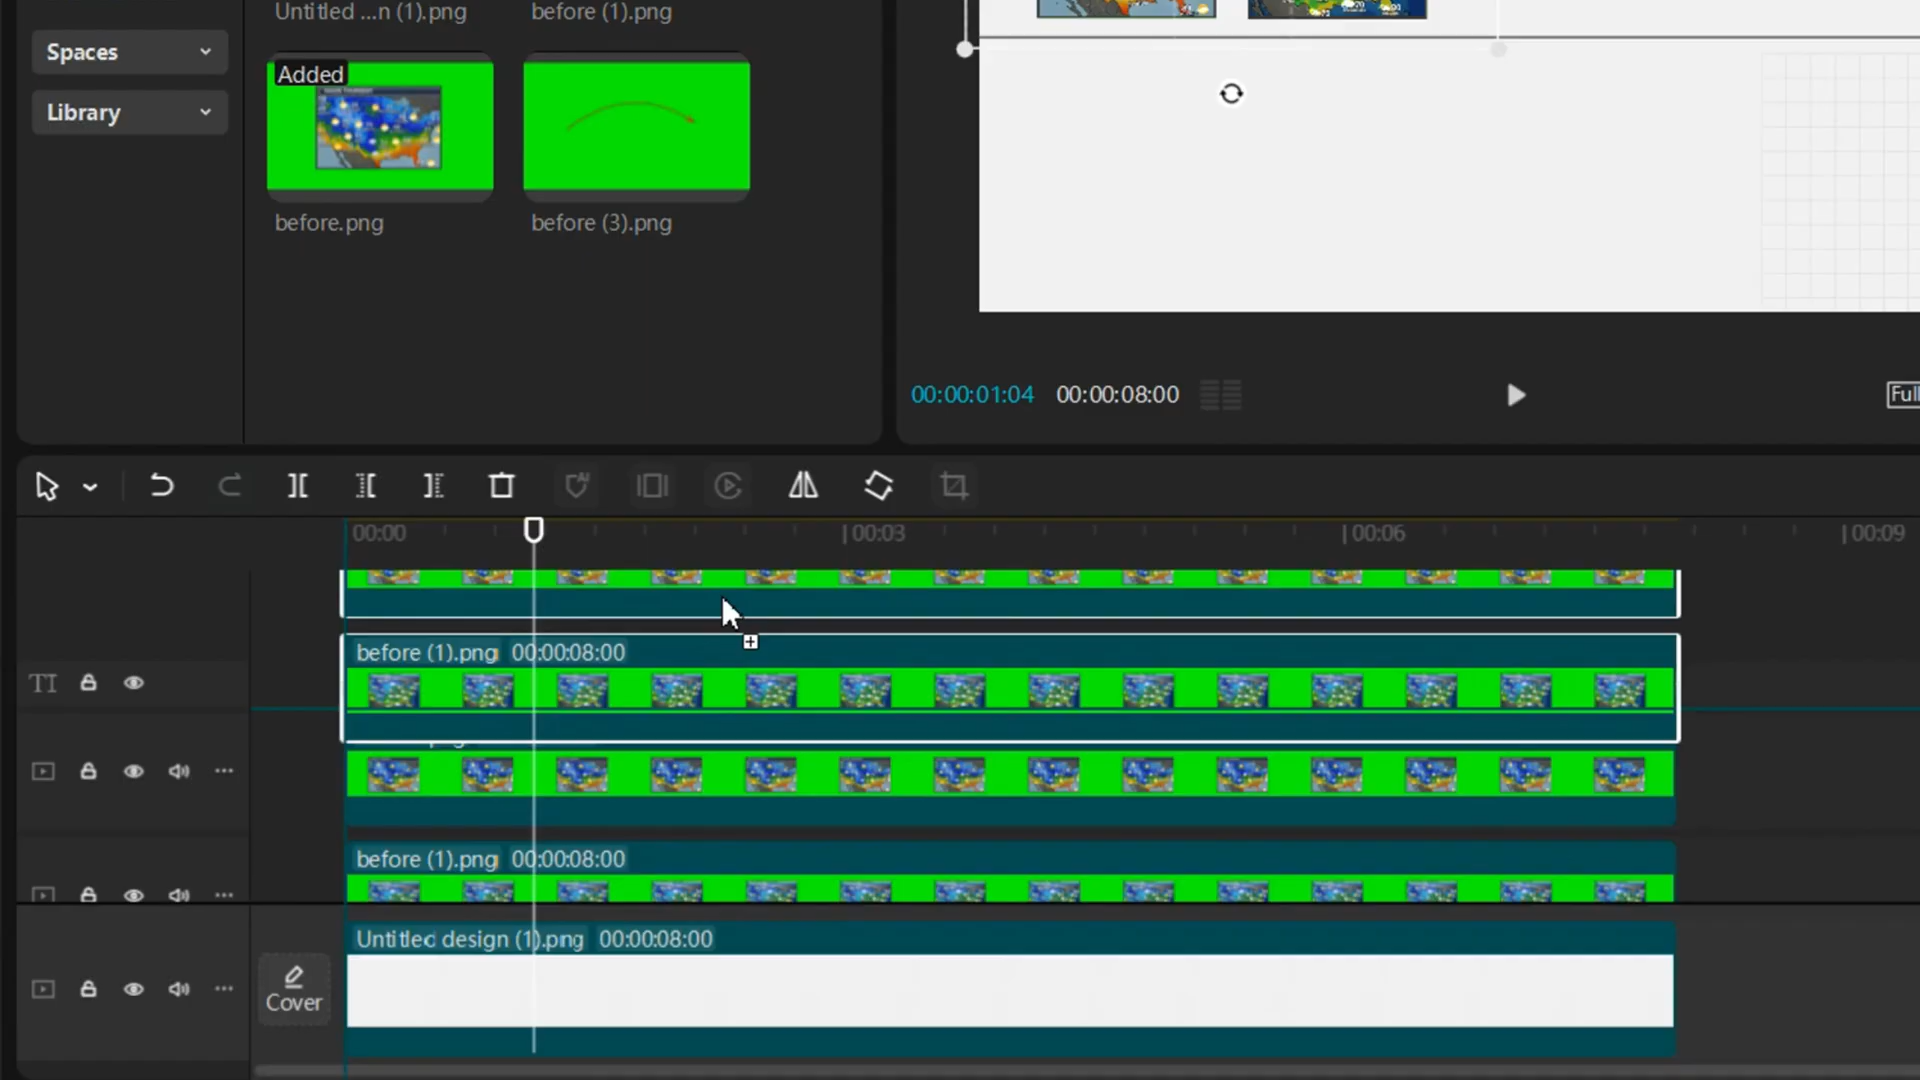 Untitled ...n (1).png
before (1).png
Spaces
Added
Library
before.png
before (3).png
00:00:01:04
00:00:08:00
Full
AI
00:00
00:03
00:06
00:09
before (1).png 00:00:08:00
TI
before (1).png 00:00:08:00
Untitled design (1).png 00:00:08:00
Cover